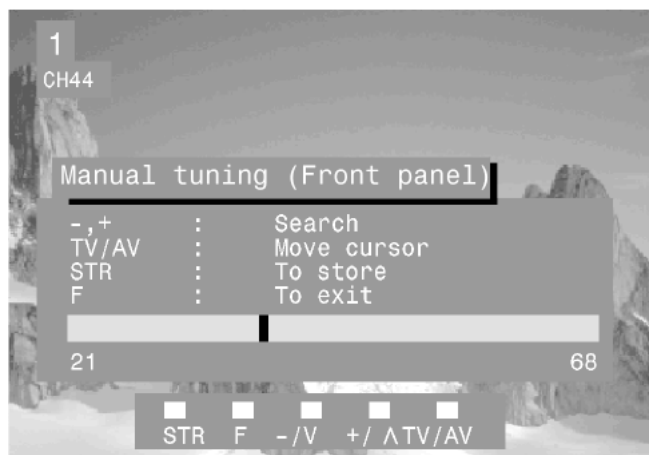 1
CH44
Manual tuning (Front panel)
-,+ : Search
TV/AV : Move cursor
STR : To store
F : To exit
21 68
STR F -/V +/ Λ TV/AV